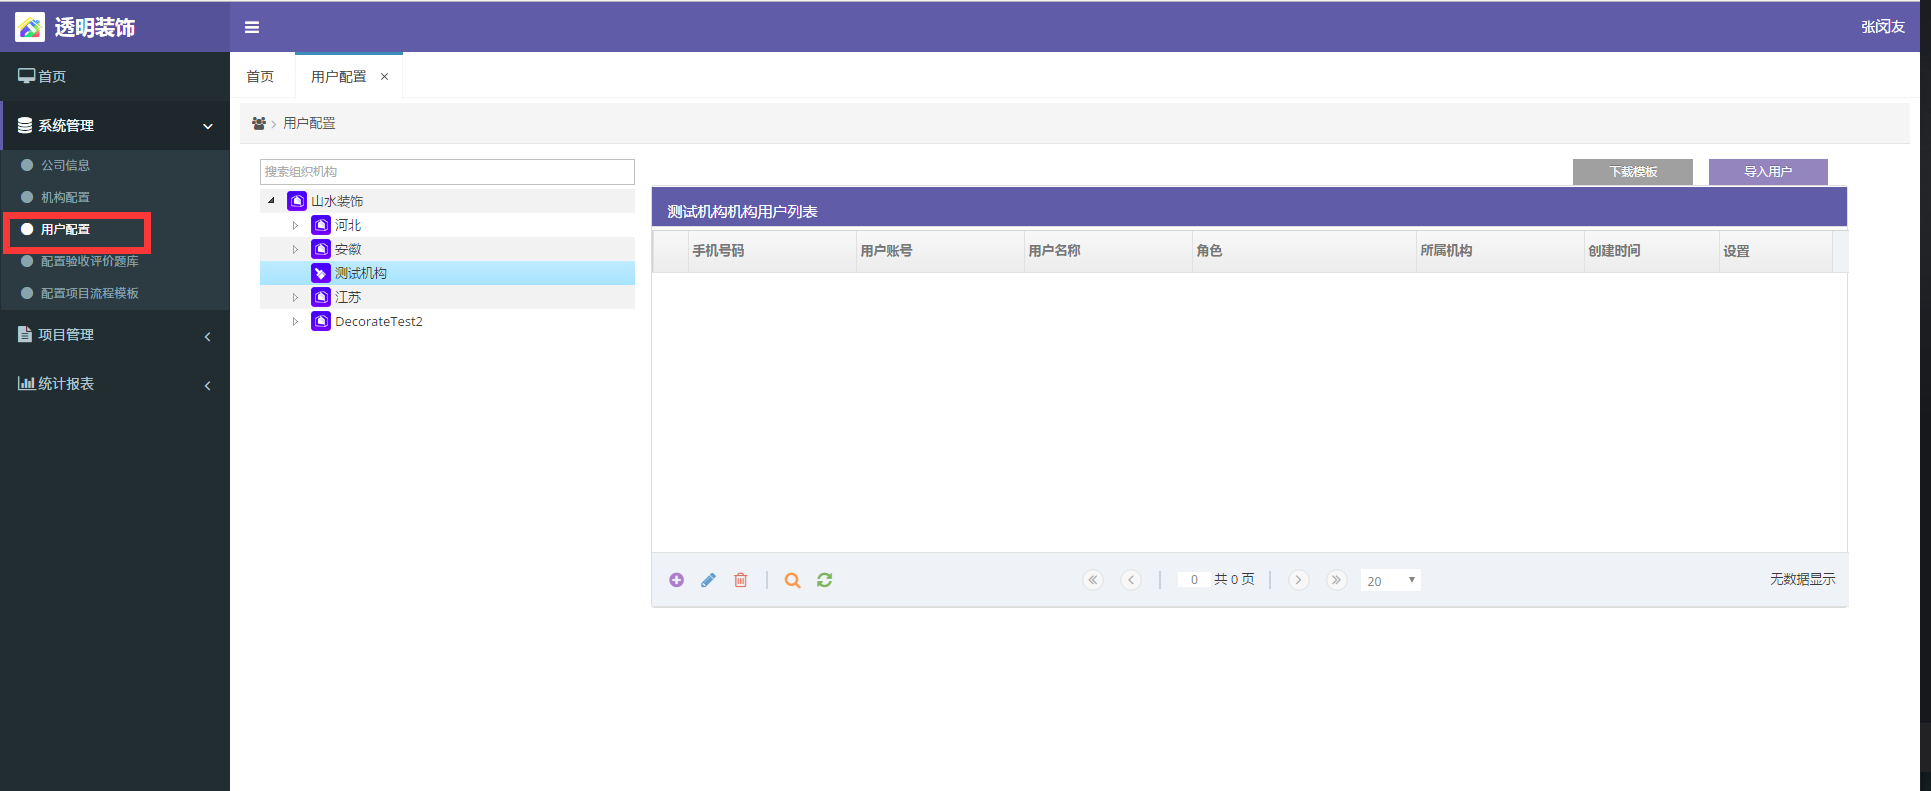 透明装饰
张闵友
首页
系统管理
公司信息
机构配置
用户配置
配置验收评价题库
配置项目流程模板
项目管理
统计报表
首页
用户配置 ×
用户配置
搜索组织机构
山水装饰
河北
安徽
测试机构
江苏
DecorateTest2
下载模板
导入用户
测试机构机构用户列表
手机号码 用户账号 用户名称 角色 所属机构 创建时间 设置
0 共 0 页 20 无数据显示